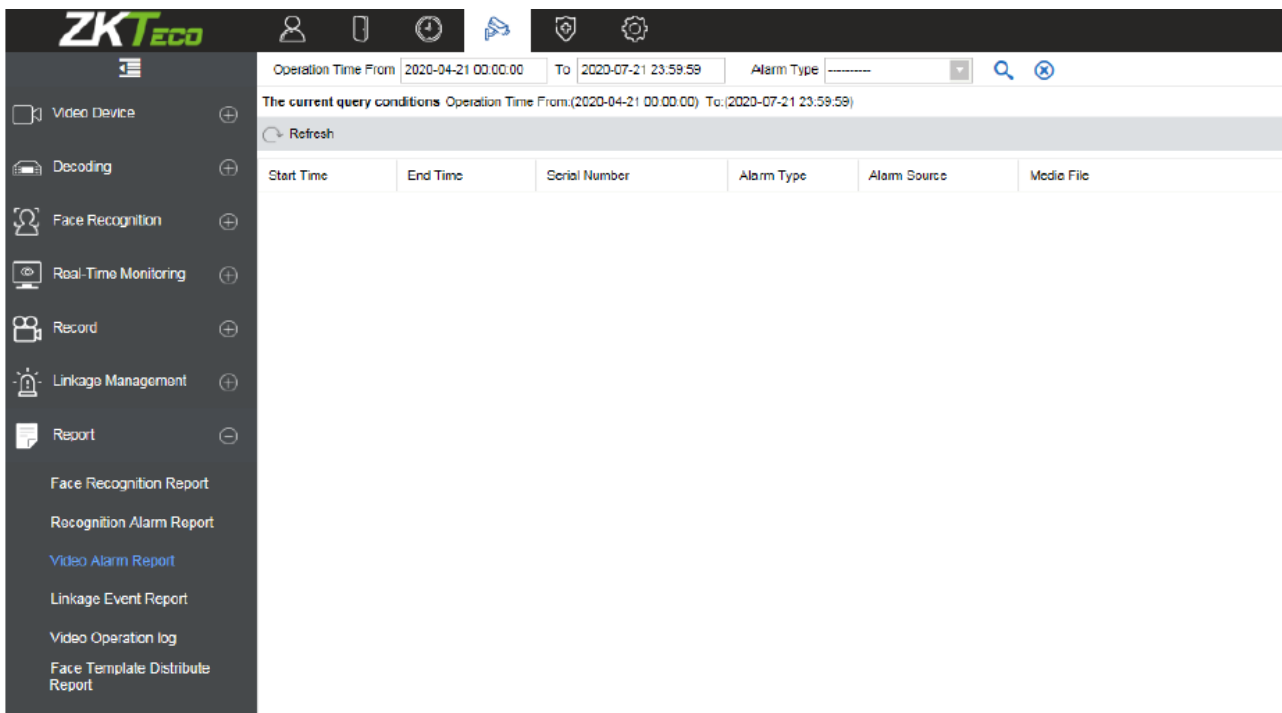 ZKTECO
Operation Time From 2020-04-21 00:00:00 To 2020-07-21 23:59:59 Alarm Type ----------
The current query conditions Operation Time From:(2020-04-21 00:00:00) To:(2020-07-21 23:59:59)
Refresh
Start Time End Time Serial Number Alarm Type Alarm Source Media File
Video Device
Decoding
Face Recognition
Real-Time Monitoring
Record
Linkage Management
Report
Face Recognition Report
Recognition Alarm Report
Video Alarm Report
Linkage Event Report
Video Operation log
Face Template Distribute
Report